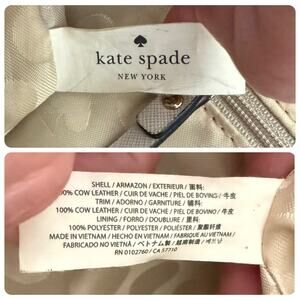 kate spade
NEW YORK
SHELL / ARMAZON / EXTERIEUR / 面料:
100% COW LEATHER / CUIR DE VACHE / PIEL DE BOVINO / 牛皮
TRIM / ADORNO / GARNITURE / 辅料:
100% COW LEATHER / CUIR DE VACHE / PIEL DE BOVINO / 牛皮
LINING / FORRO / DOUBLURE / 里料:
100% POLYESTER / POLYESTER / POLIÉSTER / 聚酯纤维
MADE IN VIETNAM / HECHO EN VIETNAM / FABRIQUÉ AU VIETNAM /
FABRICADO NO VIETNÃ / ベトナム製 / 越南制造 /
RN 0102760 / CA 57710